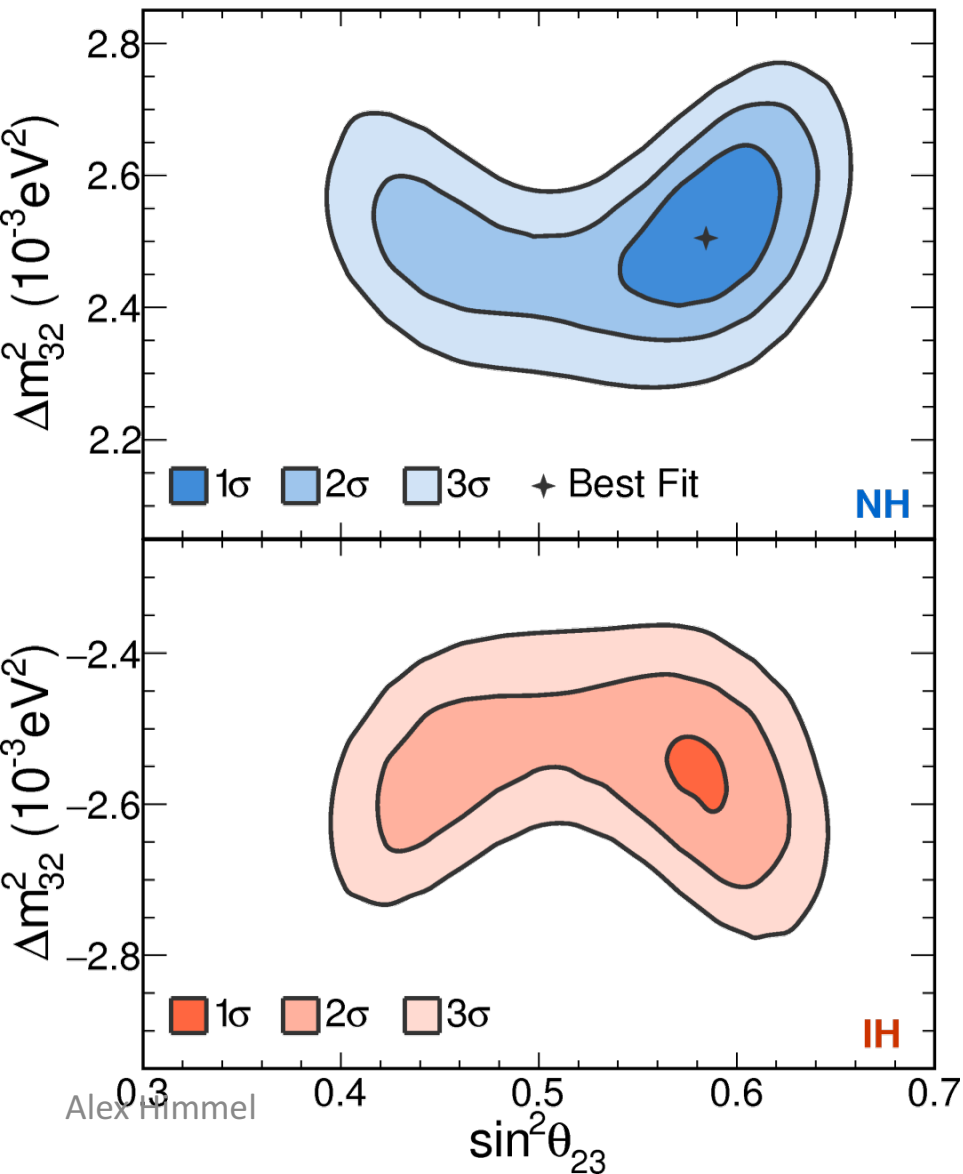 Δm²₃₂ (10⁻³eV²)
2.8
2.6
2.4
2.2
1σ 2σ 3σ Best Fit
NH
Δm²₃₂ (10⁻³eV²)
−2.4
−2.6
−2.8
1σ 2σ 3σ
IH
0.3 0.4 0.5 0.6 0.7
Alex Himmel
sin²θ₂₃